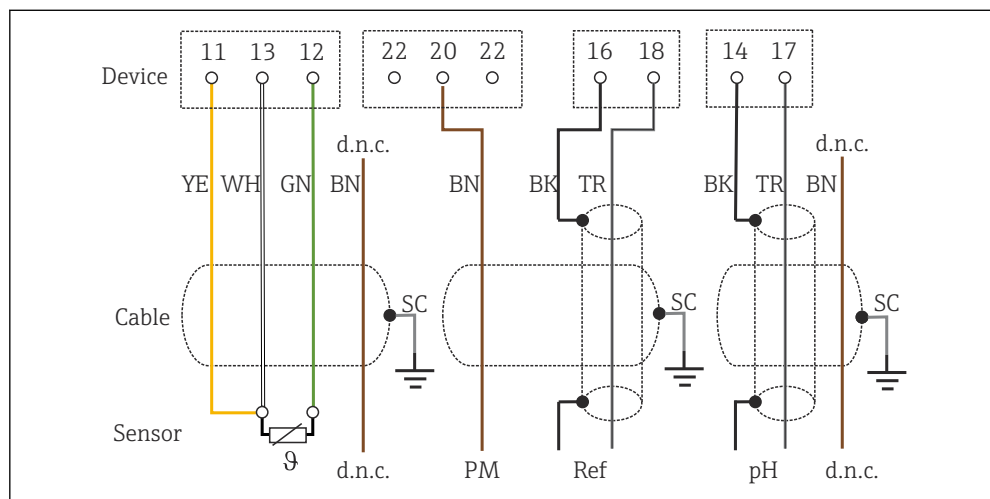 11 13 12 22 20 22 16 18 14 17
Device
d.n.c. d.n.c.
YE WH GN BN BN BK TR BK TR BN
SC SC SC
Cable
Sensor
ϑ
d.n.c. PM Ref pH d.n.c.